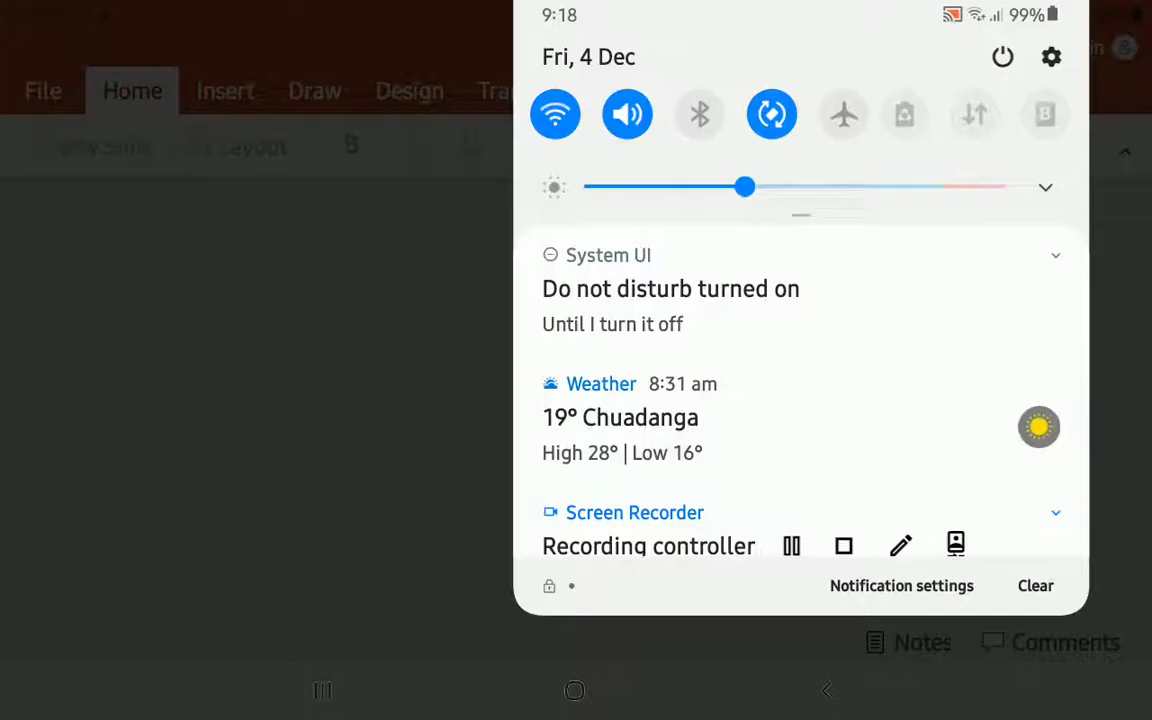 9:18
99%
in
Fri, 4 Dec
File
Home
Insert
Draw
Design
Layout
B
System UI
Do not disturb turned on
Until I turn it off
Weather 8:31 am
19° Chuadanga
High 28° | Low 16°
Screen Recorder
Recording controller
Notification settings
Clear
Notes
Comments